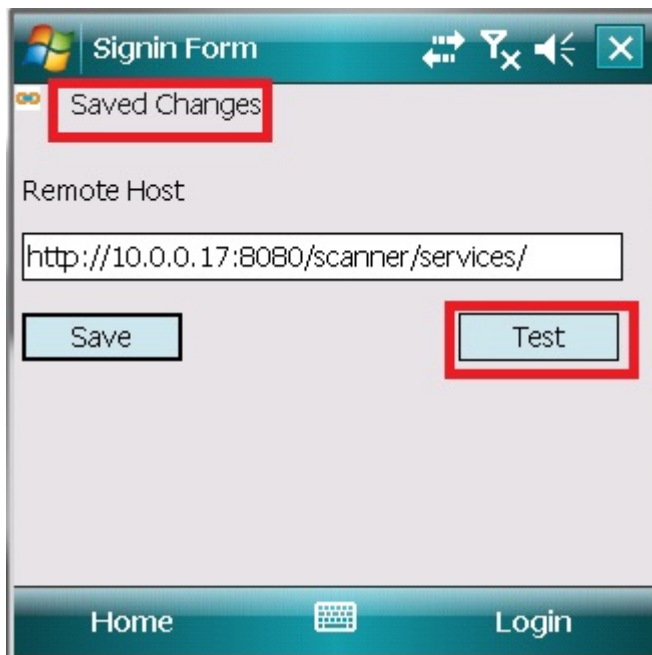 Signin Form
Saved Changes
Remote Host
http://10.0.0.17:8080/scanner/services/
Save Test
Home Login